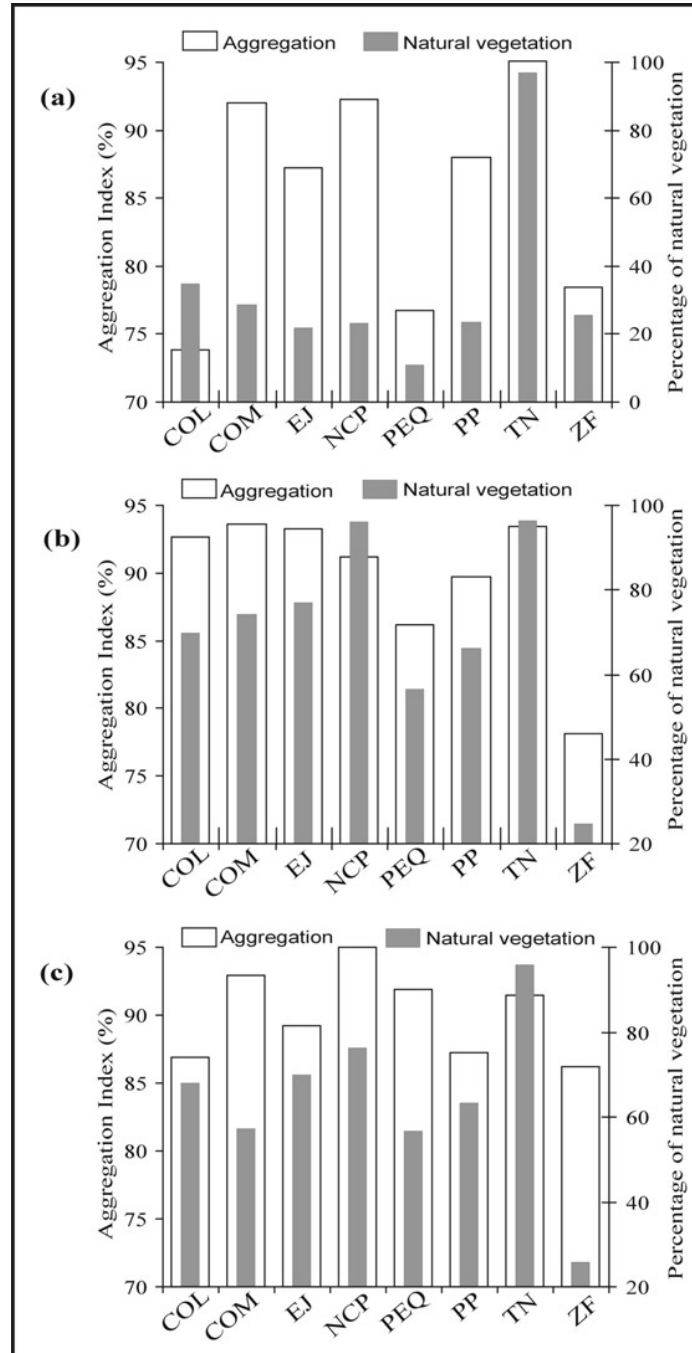 Aggregation Natural vegetation
(a)
Aggregation Index (%)
95
90
85
80
75
70
Percentage of natural vegetation
100
80
60
40
20
0
COL COM EJ NCP PEQ PP TN ZF
Aggregation Natural vegetation
(b)
Aggregation Index (%)
95
90
85
80
75
70
Percentage of natural vegetation
100
80
60
40
20
COL COM EJ NCP PEQ PP TN ZF
Aggregation Natural vegetation
(c)
Aggregation Index (%)
95
90
85
80
75
70
Percentage of natural vegetation
100
80
60
40
20
COL COM EJ NCP PEQ PP TN ZF